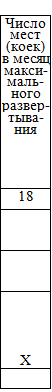 Число
мест
(коек)
в месяц
макси-
маль-
ного
развер-
тыва-
ния
18
X